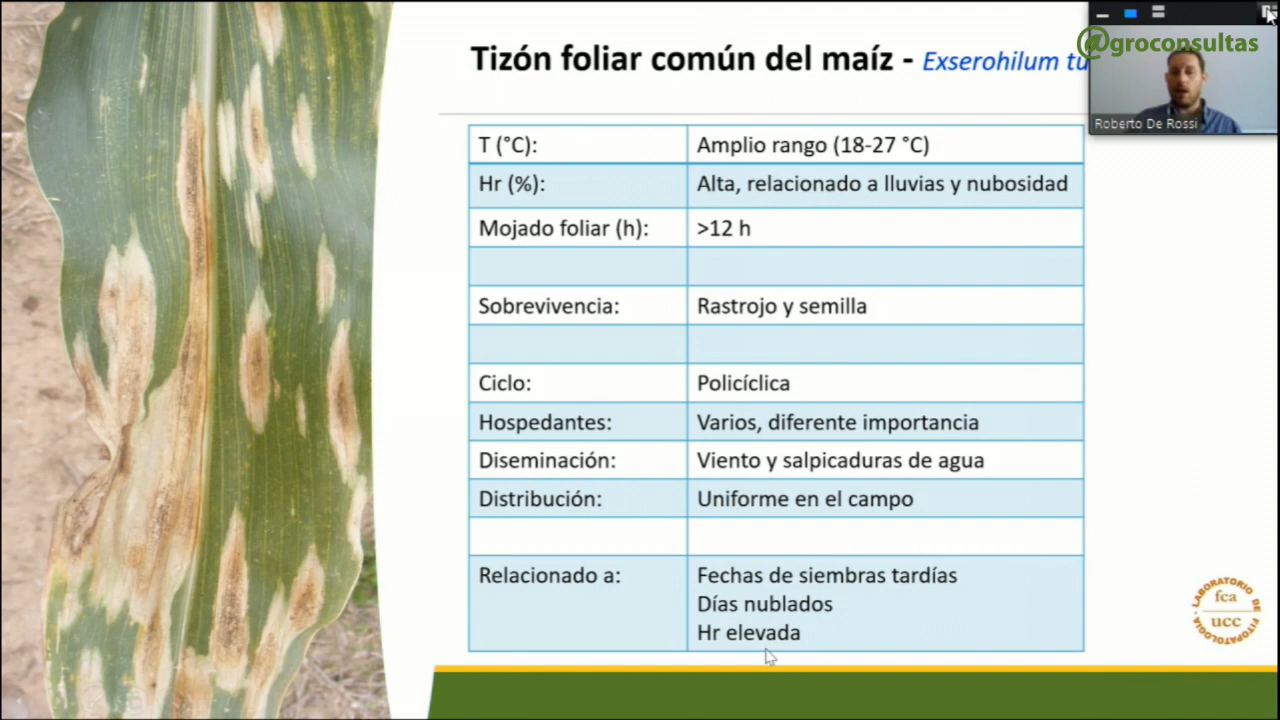 Tizón foliar común del maíz - Exserohilum tu
@groconsultas
Roberto De Rossi
T (°C): Amplio rango (18-27 °C)
Hr (%): Alta, relacionado a lluvias y nubosidad
Mojado foliar (h): >12 h
Sobrevivencia: Rastrojo y semilla
Ciclo: Policíclica
Hospedantes: Varios, diferente importancia
Diseminación: Viento y salpicaduras de agua
Distribución: Uniforme en el campo
Relacionado a: Fechas de siembras tardías
Días nublados
Hr elevada
LABORATORIO DE FITOPATOLOGIA
fca
ucc